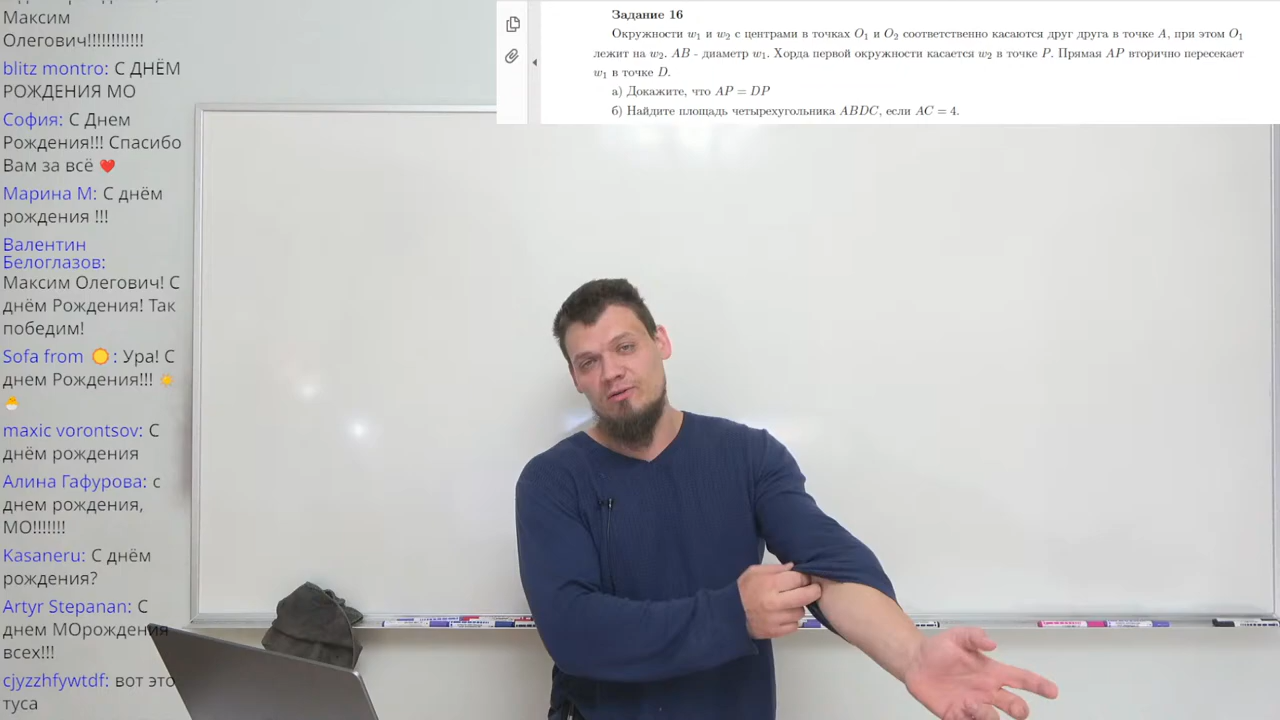 Максим
Олегович!!!!!!!!!!!!
blitz montro: С ДНЁМ
РОЖДЕНИЯ МО
София: С Днем
Рождения!!! Спасибо
Вам за всё ❤️
Марина М: С днём
рождения !!!
Валентин
Белоглазов:
Максим Олегович! С
днём Рождения! Так
победим!
Sofa from ☀️ : Ура! С
днем Рождения!!! ☀️
🐣
maxic vorontsov: С
днём рождения
Алина Гафурова: с
днем рождения,
МО!!!!!!!
Kasaneru: С днём
рождения?
Artyr Stepanan: С
днем МОрождения
всех!!!
cjyzzhfywtdf: вот это
туса
Задание 16
Окружности w₁ и w₂ с центрами в точках O₁ и O₂ соответственно касаются друг друга в точке A, при этом O₁
лежит на w₂. AB - диаметр w₁. Хорда первой окружности касается w₂ в точке P. Прямая AP вторично пересекает
w₁ в точке D.
а) Докажите, что AP = DP
б) Найдите площадь четырехугольника ABDC, если AC = 4.